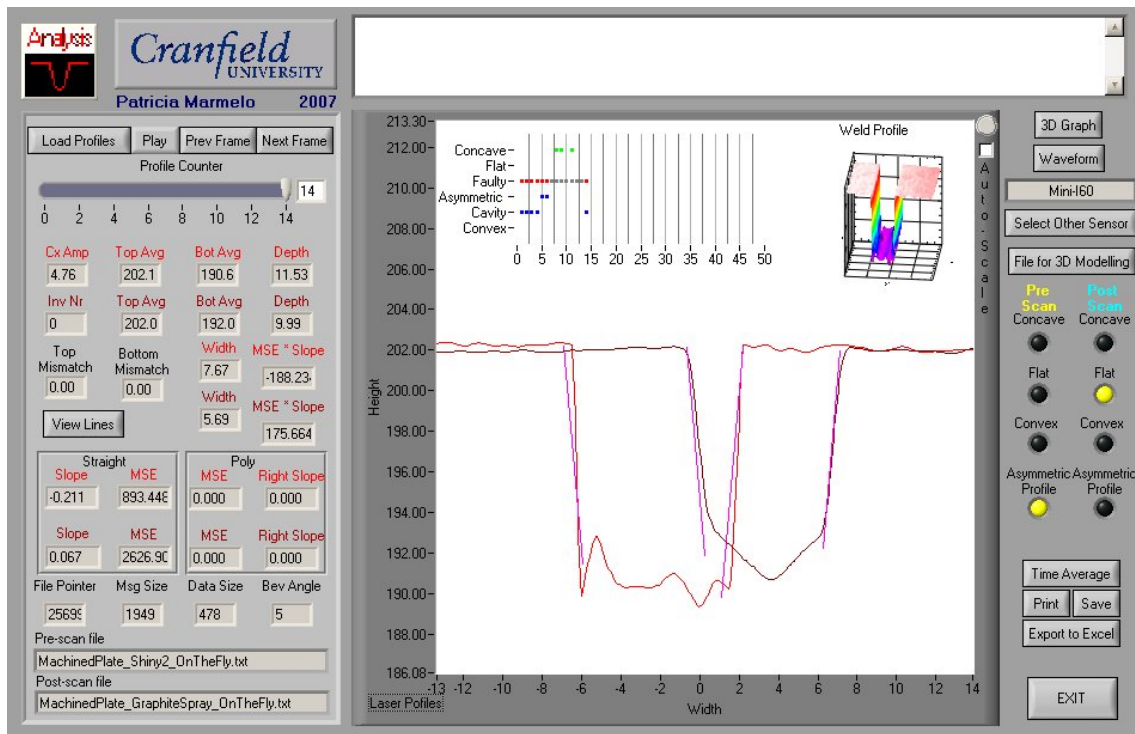 Analysis
Cranfield
UNIVERSITY
Patricia Marmelo 2007
Load Profiles Play Prev Frame Next Frame
Profile Counter
14
0 2 4 6 8 10 12 14
Cx Amp Top Avg Bot Avg Depth
4.76 202.1 190.6 11.53
Inv Nr Top Avg Bot Avg Depth
0 202.0 192.0 9.99
Top Mismatch Bottom Mismatch Width MSE * Slope
0.00 0.00 7.67 -188.23
Width MSE * Slope
View Lines 5.69 175.664
Straight Poly
Slope MSE MSE Right Slope
-0.211 893.448 0.000 0.000
Slope MSE MSE Right Slope
0.067 2626.90 0.000 0.000
File Pointer Msg Size Data Size Bev Angle
25699 1949 478 5
Pre-scan file
MachinedPlate_Shiny2_OnTheFly.txt
Post-scan file
MachinedPlate_GraphiteSpray_OnTheFly.txt
213.30
212.00
210.00
208.00
206.00
204.00
202.00
200.00
198.00
196.00
194.00
192.00
190.00
188.00
186.08
Height
-13 -12 -10 -8 -6 -4 -2 0 2 4 6 8 10 12 14
Width
Laser Pofiles
Concave
Flat
Faulty
Asymmetric
Cavity
Convex
0 5 10 15 20 25 30 35 40 45 50
Weld Profile
Auto-Scale
3D Graph
Waveform
Mini-I60
Select Other Sensor
File for 3D Modelling
Pre Scan Post Scan
Concave Concave
Flat Flat
Convex Convex
Asymmetric Profile Asymmetric Profile
Time Average
Print Save
Export to Excel
EXIT